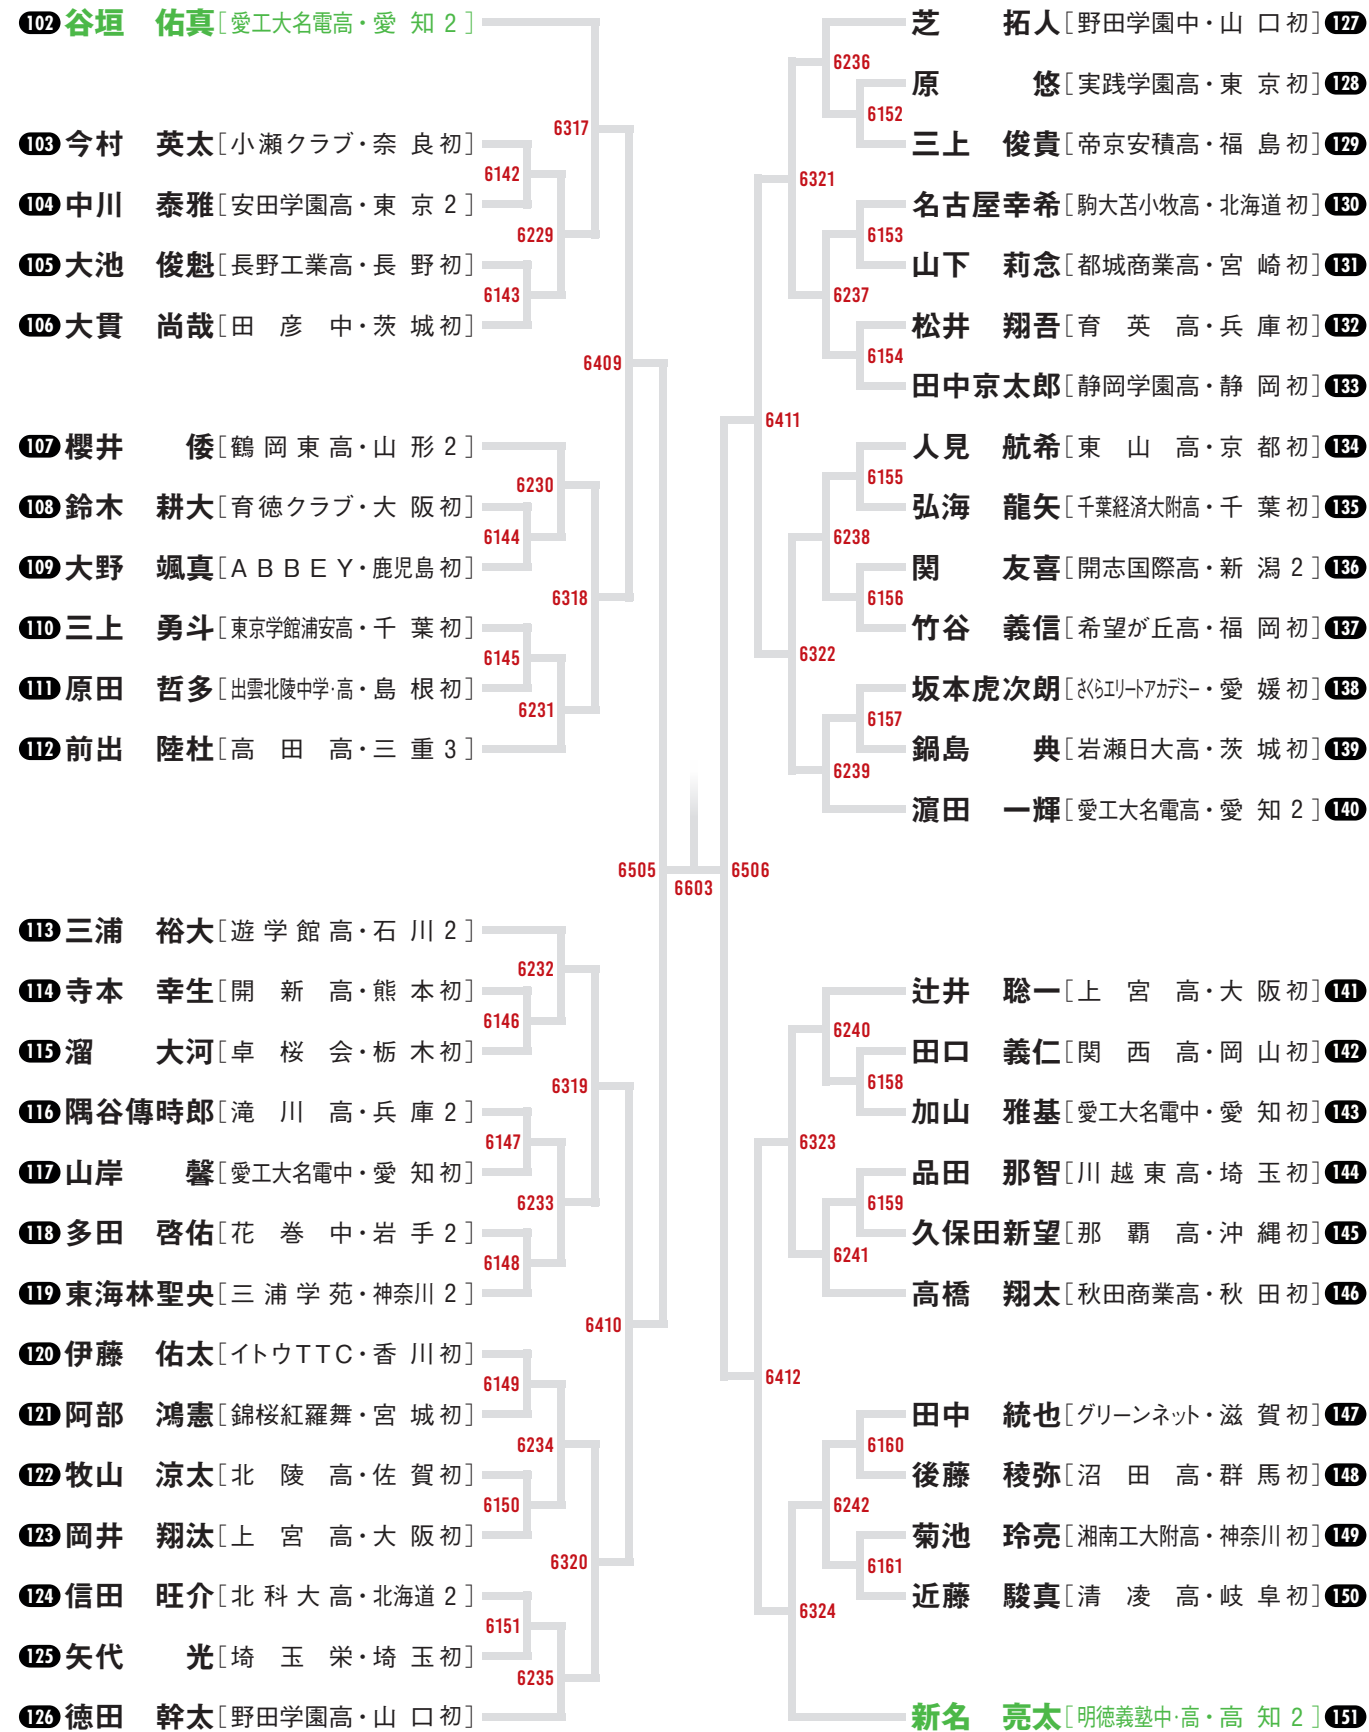 102 谷垣 佑真［愛工大名電高・愛 知 2 ］
6317
103 今村 英太［小瀬クラブ・奈 良 初］
6142
104 中川 泰雅［安田学園高・東 京 2 ］
6229
105 大池 俊魁［長野工業高・長 野 初］
6143
106 大貫 尚哉［田 彦 中・茨 城 初］
6409
107 櫻井 倭［鶴 岡 東 高・山 形 2 ］
6230
108 鈴木 耕大［育徳クラブ・大 阪 初］
6144
109 大野 颯真［A B B E Y・鹿児島 初］
6318
110 三上 勇斗［東京学館浦安高・千 葉 初］
6145
111 原田 哲多［出雲北陵中学・高・島 根 初］
6231
112 前出 陸杜［高 田 高・三 重 3 ］
6505
113 三浦 裕大［遊 学 館 高・石 川 2 ］
6232
114 寺本 幸生［開 新 高・熊 本 初］
6146
115 溜 大河［卓 桜 会・栃 木 初］
6319
116 隅谷傳時郎［滝 川 高・兵 庫 2 ］
6147
117 山岸 馨［愛工大名電中・愛 知 初］
6233
118 多田 啓佑［花 巻 中・岩 手 2 ］
6148
119 東海林聖央［三 浦 学 苑・神奈川 2 ］
6410
120 伊藤 佑太［イトウTTC・香 川 初］
6149
121 阿部 鴻憲［錦桜紅羅舞・宮 城 初］
6234
122 牧山 涼太［北 陵 高・佐 賀 初］
6150
123 岡井 翔汰［上 宮 高・大 阪 初］
6320
124 信田 旺介［北 科 大 高・北海道 2 ］
6151
125 矢代 光［埼 玉 栄・埼 玉 初］
6235
126 徳田 幹太［野田学園高・山 口 初］
6603
芝 拓人［野田学園中・山 口 初］127
6236
原 悠［実践学園高・東 京 初］128
6152
三上 俊貴［帝京安積高・福 島 初］129
6321
名古屋幸希［駒大苫小牧高・北海道 初］130
6153
山下 莉念［都城商業高・宮 崎 初］131
6237
松井 翔吾［育 英 高・兵 庫 初］132
6154
田中京太郎［静岡学園高・静 岡 初］133
6411
人見 航希［東 山 高・京 都 初］134
6155
弘海 龍矢［千葉経済大附高・千 葉 初］135
6238
関 友喜［開志国際高・新 潟 2 ］136
6156
竹谷 義信［希望が丘高・福 岡 初］137
6322
坂本虎次朗［さくらエリートアカデミー・愛 媛 初］138
6157
鍋島 典［岩瀬日大高・茨 城 初］139
6239
濵田 一輝［愛工大名電高・愛 知 2 ］140
6506
辻井 聡一［上 宮 高・大 阪 初］141
6240
田口 義仁［関 西 高・岡 山 初］142
6158
加山 雅基［愛工大名電中・愛 知 初］143
6323
品田 那智［川 越 東 高・埼 玉 初］144
6159
久保田新望［那 覇 高・沖 縄 初］145
6241
高橋 翔太［秋田商業高・秋 田 初］146
6412
田中 統也［グリーンネット・滋 賀 初］147
6160
後藤 稜弥［沼 田 高・群 馬 初］148
6242
菊池 玲亮［湘南工大附高・神奈川 初］149
6161
近藤 駿真［清 凌 高・岐 阜 初］150
6324
新名 亮太［明徳義塾中・高・高 知 2 ］151